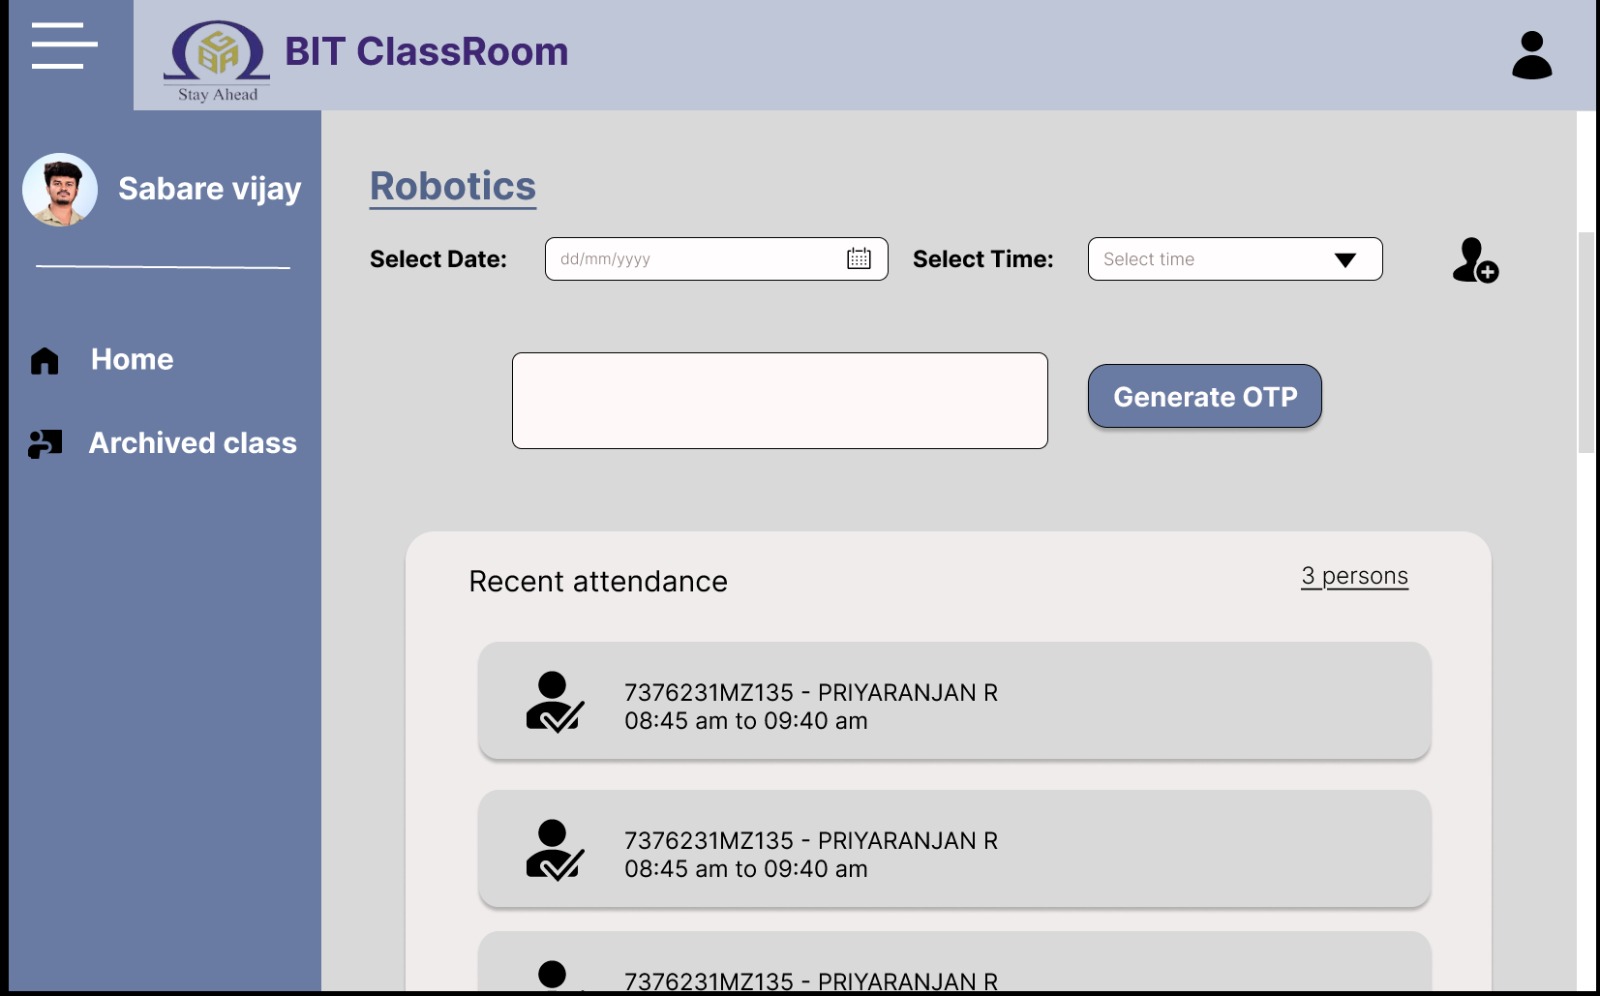 BIT ClassRoom
Stay Ahead
Sabare vijay
Home
Archived class
Robotics
Select Date:
dd/mm/yyyy
Select Time:
Select time
Generate OTP
Recent attendance
3 persons
7376231MZ135 - PRIYARANJAN R
08:45 am to 09:40 am
7376231MZ135 - PRIYARANJAN R
08:45 am to 09:40 am
7376231MZ135 - PRIYARANJAN R